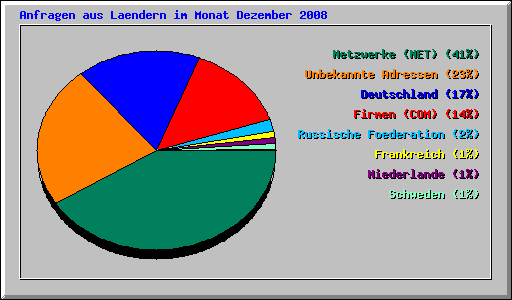 Anfragen aus Laendern im Monat Dezember 2008
Netzwerke (NET) (41%)
Unbekannte Adressen (23%)
Deutschland (17%)
Firmen (COM) (14%)
Russische Foederation (2%)
Frankreich (1%)
Niederlande (1%)
Schweden (1%)